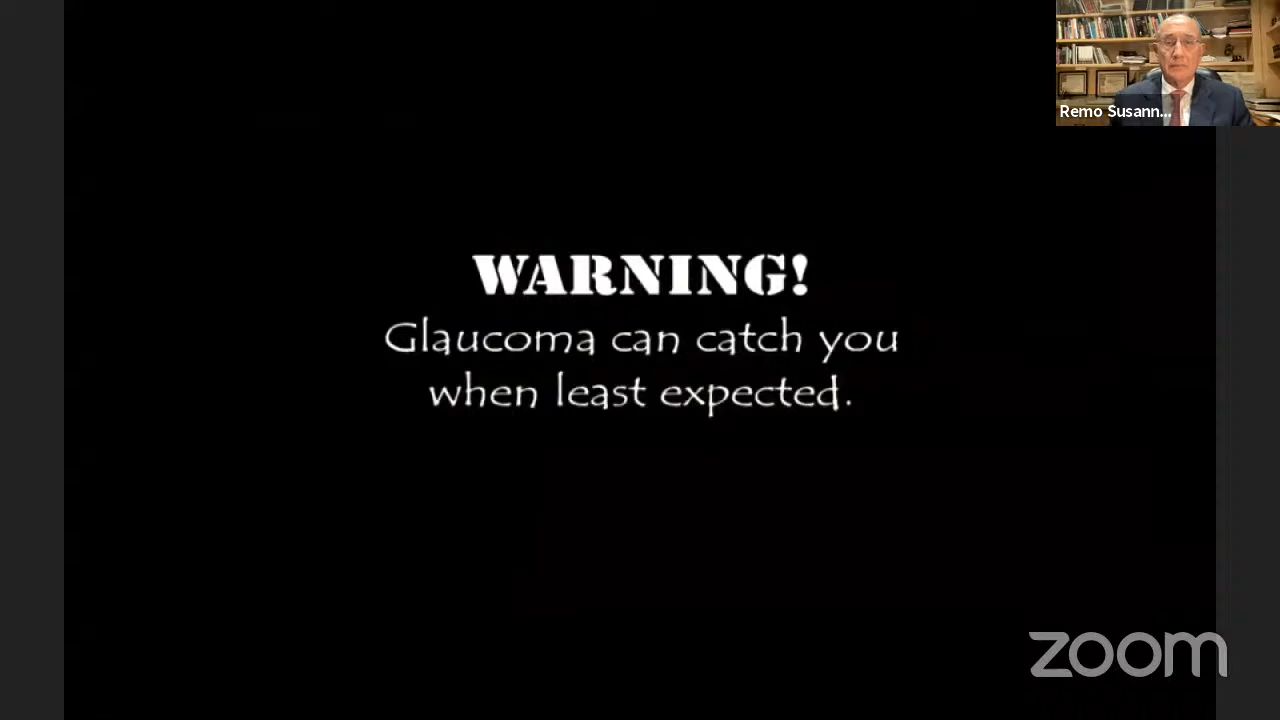 Remo Susann...
WARNING!
Glaucoma can catch you
when least expected.
zoom